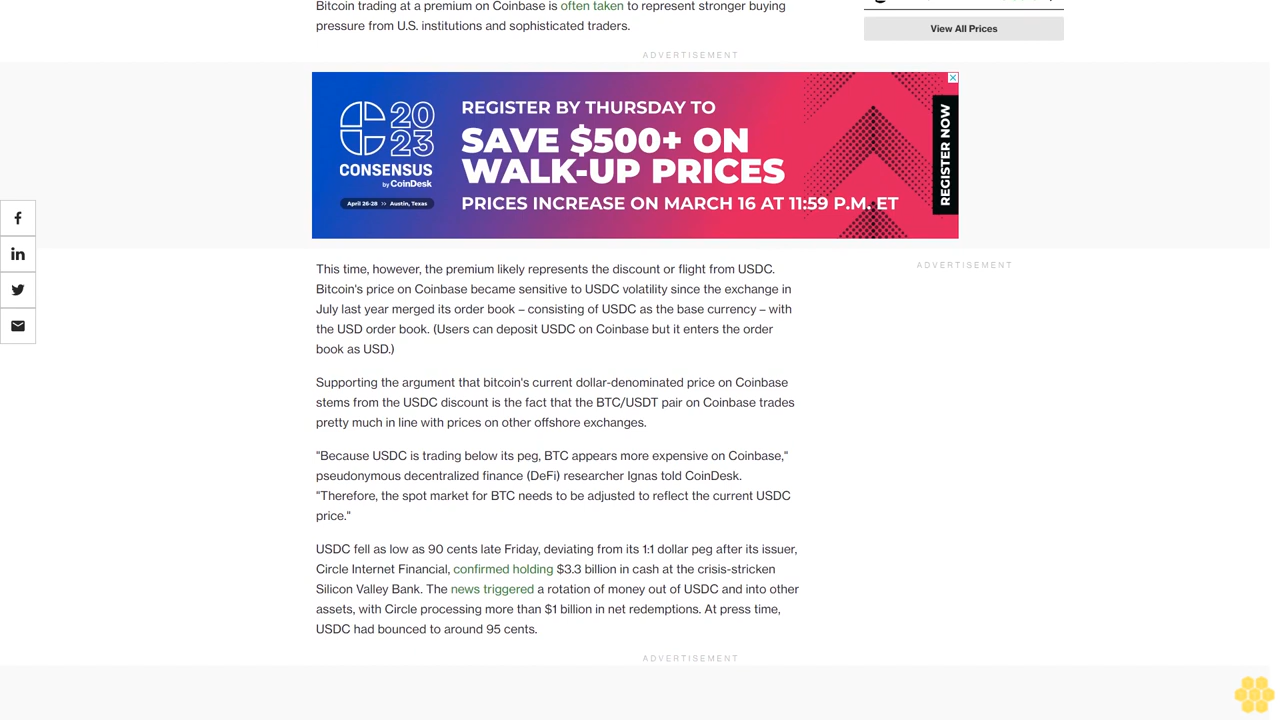 Bitcoin trading at a premium on Coinbase is often taken to represent stronger buying
pressure from U.S. institutions and sophisticated traders.
View All Prices
ADVERTISEMENT
2023
CONSENSUS
by CoinDesk
April 26-28 >> Austin, Texas
REGISTER BY THURSDAY TO
SAVE $500+ ON
WALK-UP PRICES
PRICES INCREASE ON MARCH 16 AT 11:59 P.M. ET
REGISTER NOW
This time, however, the premium likely represents the discount or flight from USDC.
Bitcoin's price on Coinbase became sensitive to USDC volatility since the exchange in
July last year merged its order book – consisting of USDC as the base currency – with
the USD order book. (Users can deposit USDC on Coinbase but it enters the order
book as USD.)
ADVERTISEMENT
Supporting the argument that bitcoin's current dollar-denominated price on Coinbase
stems from the USDC discount is the fact that the BTC/USDT pair on Coinbase trades
pretty much in line with prices on other offshore exchanges.
"Because USDC is trading below its peg, BTC appears more expensive on Coinbase,"
pseudonymous decentralized finance (DeFi) researcher Ignas told CoinDesk.
"Therefore, the spot market for BTC needs to be adjusted to reflect the current USDC
price."
USDC fell as low as 90 cents late Friday, deviating from its 1:1 dollar peg after its issuer,
Circle Internet Financial, confirmed holding $3.3 billion in cash at the crisis-stricken
Silicon Valley Bank. The news triggered a rotation of money out of USDC and into other
assets, with Circle processing more than $1 billion in net redemptions. At press time,
USDC had bounced to around 95 cents.
ADVERTISEMENT